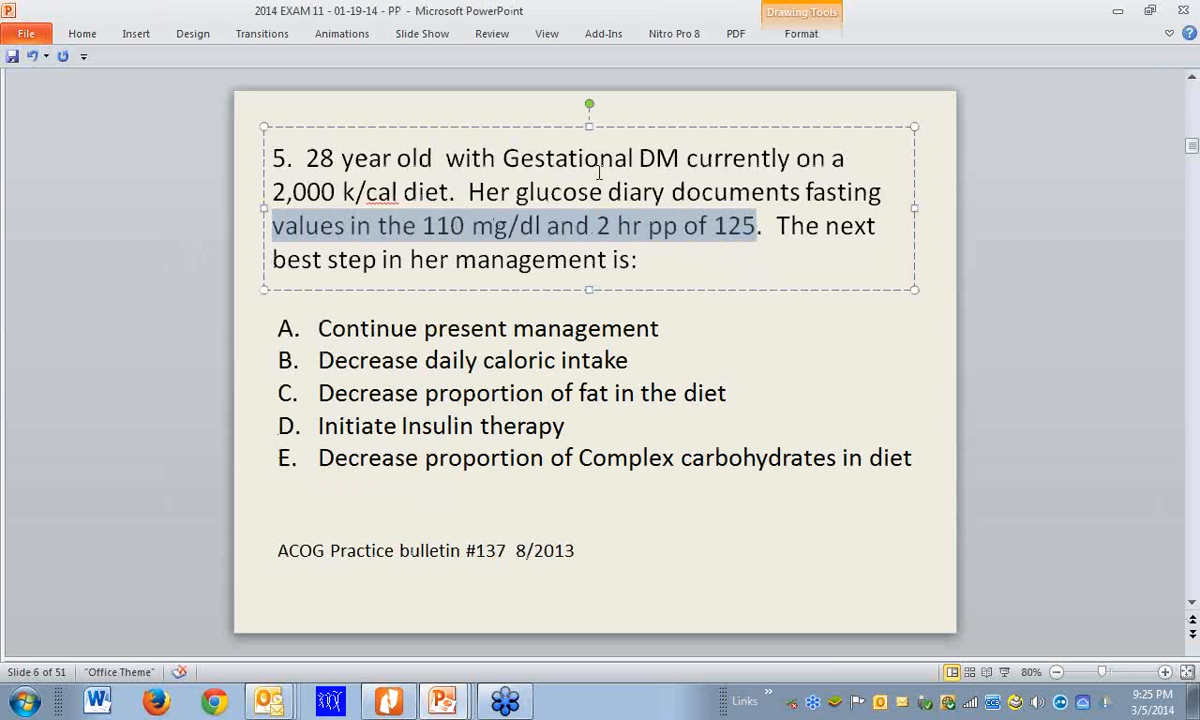 2014 EXAM 11 - 01-19-14 - PP - Microsoft PowerPoint
Drawing Tools
File Home Insert Design Transitions Animations Slide Show Review View Add-Ins Nitro Pro 8 PDF Format
5. 28 year old with Gestational DM currently on a
2,000 k/cal diet. Her glucose diary documents fasting
values in the 110 mg/dl and 2 hr pp of 125. The next
best step in her management is:
A. Continue present management
B. Decrease daily caloric intake
C. Decrease proportion of fat in the diet
D. Initiate Insulin therapy
E. Decrease proportion of Complex carbohydrates in diet
ACOG Practice bulletin #137 8/2013
Slide 6 of 51 "Office Theme" 80%
Links 9:25 PM
3/5/2014